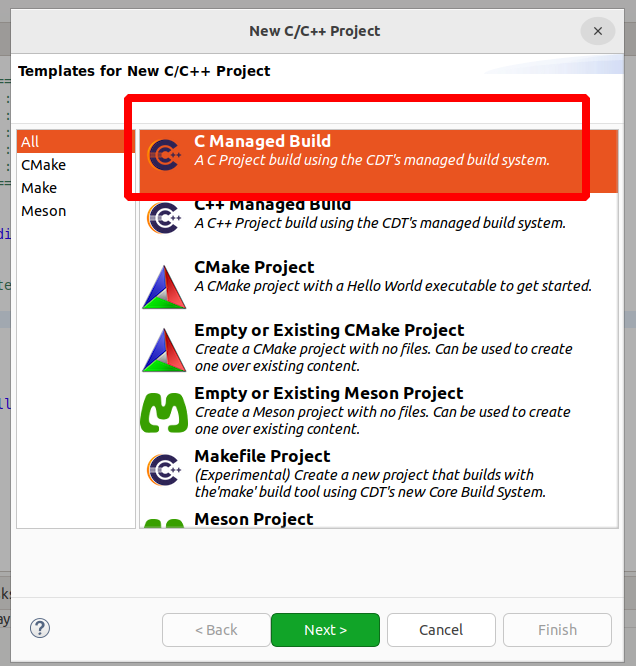 New C/C++ Project
Templates for New C/C++ Project
All
CMake
Make
Meson
C Managed Build
A C Project build using the CDT's managed build system.
C++ Managed Build
A C++ Project build using the CDT's managed build system.
CMake Project
A CMake project with a Hello World executable to get started.
Empty or Existing CMake Project
Create a CMake project with no files. Can be used to create
one over existing content.
Empty or Existing Meson Project
Create a Meson project with no files. Can be used to create
one over existing content.
Makefile Project
(Experimental) Create a new project that builds with
the'make' build tool using CDT's new Core Build System.
Meson Project
< Back
Next >
Cancel
Finish